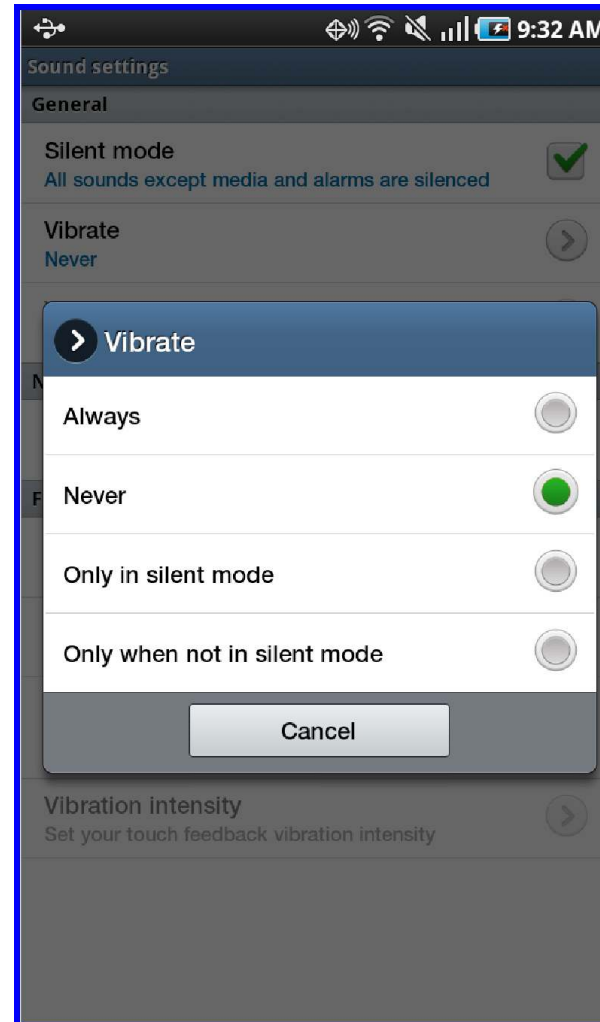 9:32 AM
Sound settings
General
Silent mode
All sounds except media and alarms are silenced
Vibrate
Never
N
Vibrate
Always
F
Never
Only in silent mode
Only when not in silent mode
Cancel
Vibration intensity
Set your touch feedback vibration intensity